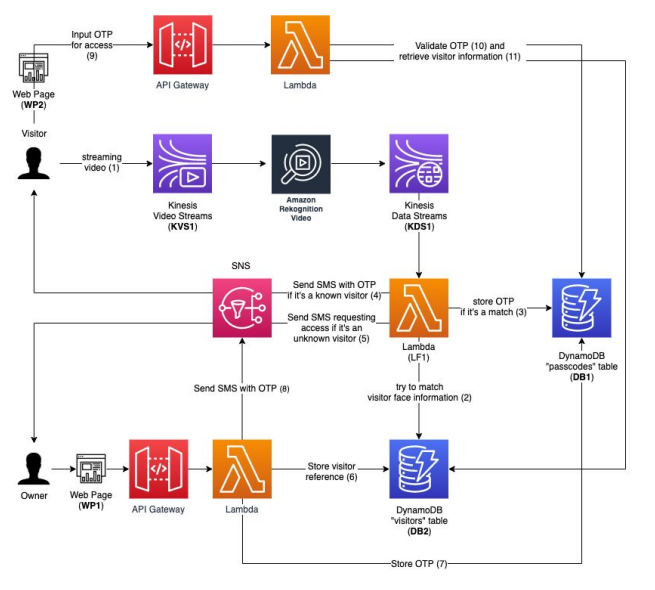 Input OTP
for access
(9)
Validate OTP (10) and
retrieve visitor information (11)
API Gateway
Lambda
Web Page
(WP2)
Visitor
streaming
video (1)
Kinesis
Video Streams
(KVS1)
Amazon
Rekognition
Video
Kinesis
Data Streams
(KDS1)
SNS
Send SMS with OTP
if it's a known visitor (4)
Send SMS requesting
access if it's an
unknown visitor (5)
store OTP
if it's a match (3)
Lambda
(LF1)
DynamoDB
"passcodes" table
(DB1)
Send SMS with OTP (8)
try to match
visitor face information (2)
Store visitor
reference (6)
Owner
Web Page
(WP1)
API Gateway
Lambda
DynamoDB
"visitors" table
(DB2)
Store OTP (7)